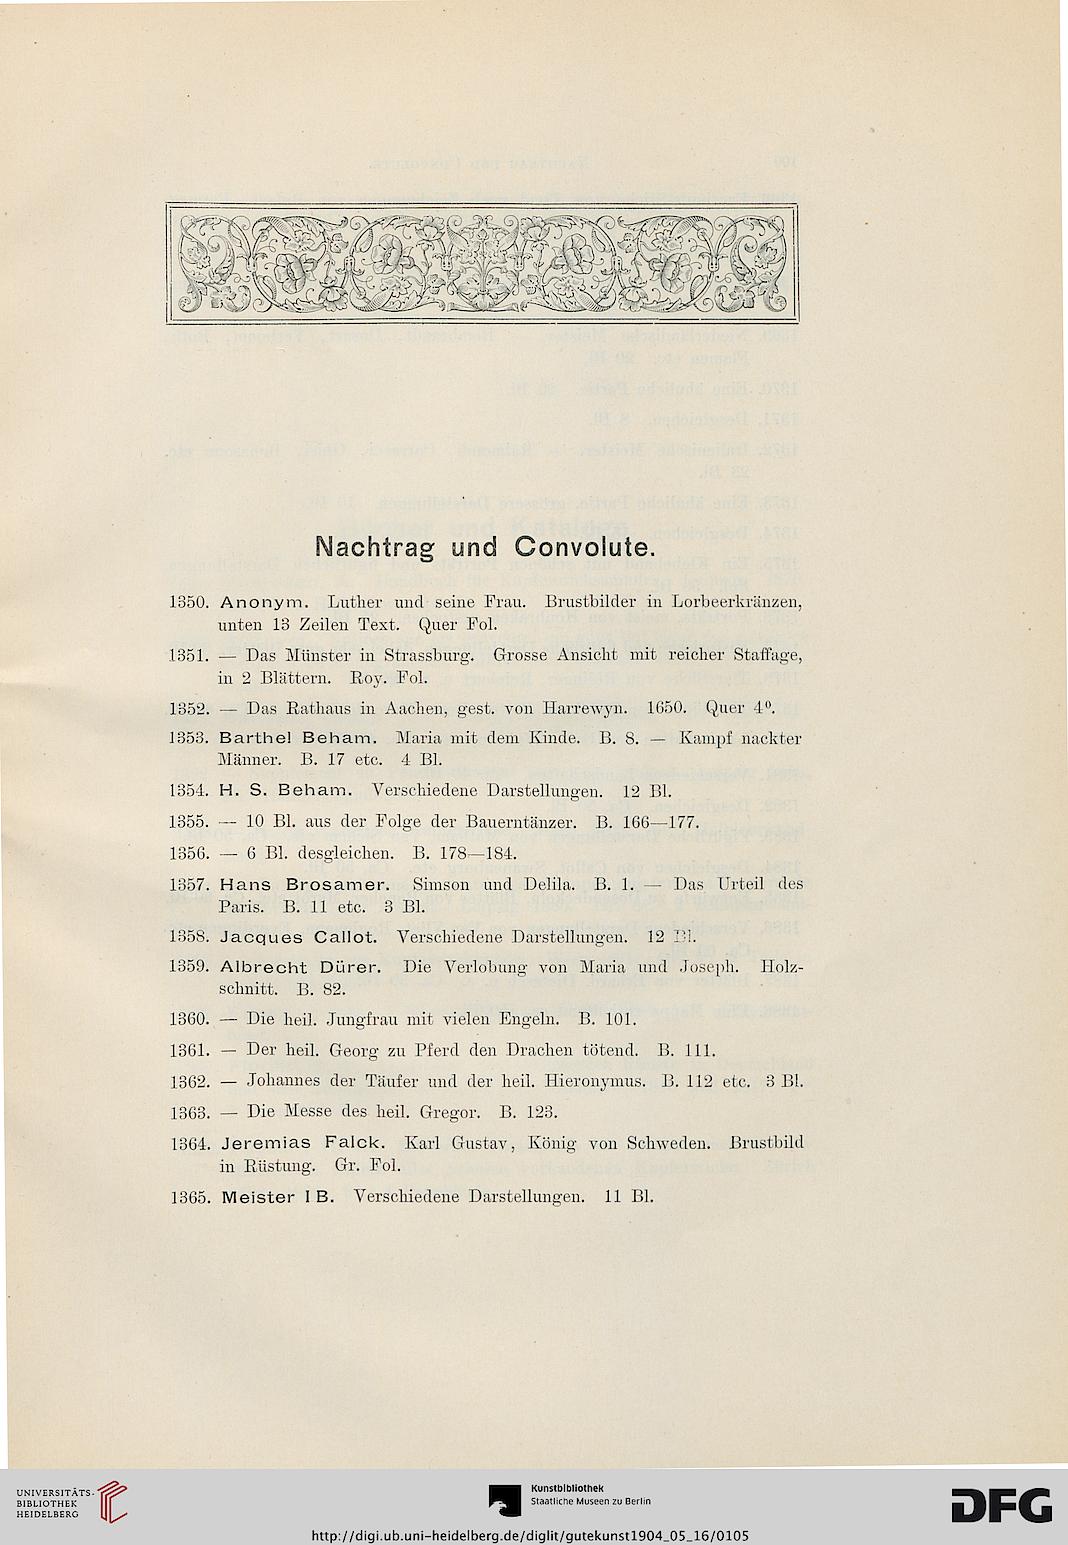 Nachtrag und Convolute.
1350. Anonym. Luther und seine Frau. Brustbilder in Lorbeerkränzen,
unten 13 Zeilen Text. Quer Fol.
1351. — Das Münster in Strassburg. Grosse Ansicht mit reicher Staffage,
in 2 Blättern. Roy. Fol.
1352. — Das Rathaus in Aachen, gest. von Harrewyn. 1650. Quer 4⁰.
1353. Barthel Beham. Maria mit dem Kinde. B. 8. — Kampf nackter
Männer. B. 17 etc. 4 Bl.
1354. H. S. Beham. Verschiedene Darstellungen. 12 Bl.
1355. — 10 Bl. aus der Folge der Bauerntänzer. B. 166—177.
1356. — 6 Bl. desgleichen. B. 178—184.
1357. Hans Brosamer. Simson und Delila. B. 1. — Das Urteil des
Paris. B. 11 etc. 3 Bl.
1358. Jacques Callot. Verschiedene Darstellungen. 12 Bl.
1359. Albrecht Dürer. Die Verlobung von Maria und Joseph. Holz-
schnitt. B. 82.
1360. — Die heil. Jungfrau mit vielen Engeln. B. 101.
1361. — Der heil. Georg zu Pferd den Drachen tötend. B. 111.
1362. — Johannes der Täufer und der heil. Hieronymus. B. 112 etc. 3 Bl.
1363. — Die Messe des heil. Gregor. B. 123.
1364. Jeremias Falck. Karl Gustav, König von Schweden. Brustbild
in Rüstung. Gr. Fol.
1365. Meister I B. Verschiedene Darstellungen. 11 Bl.
UNIVERSITÄTS-
BIBLIOTHEK
HEIDELBERG
Kunstbibliothek
Staatliche Museen zu Berlin
DFG
http://digi.ub.uni-heidelberg.de/diglit/gutekunst1904_05_16/0105